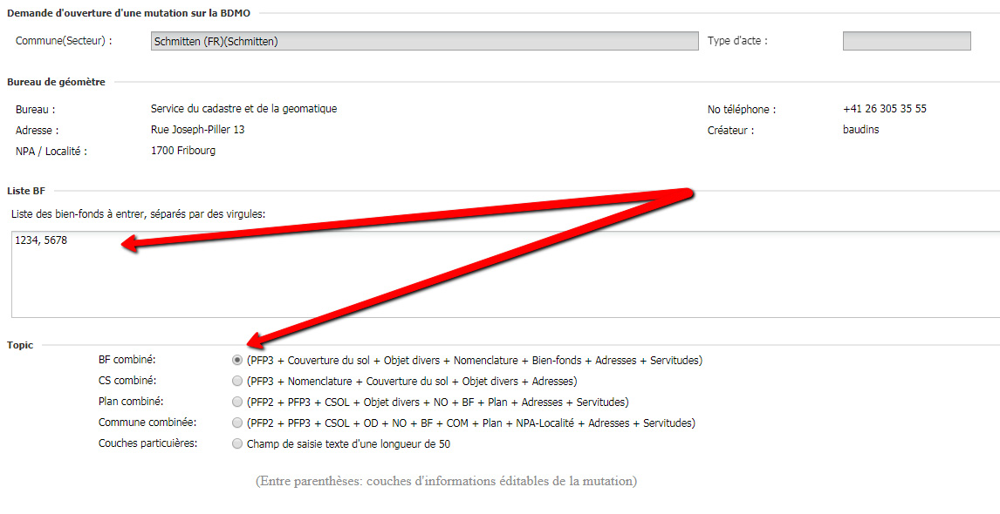 Demande d'ouverture d'une mutation sur la BDMO
Commune(Secteur) : Schmitten (FR)(Schmitten) Type d'acte :
Bureau de géomètre
Bureau : Service du cadastre et de la geomatique No téléphone : +41 26 305 35 55
Adresse : Rue Joseph-Piller 13 Créateur : baudins
NPA / Localité : 1700 Fribourg
Liste BF
Liste des bien-fonds à entrer, séparés par des virgules:
1234, 5678
Topic
BF combiné: (PFP3 + Couverture du sol + Objet divers + Nomenclature + Bien-fonds + Adresses + Servitudes)
CS combiné: (PFP3 + Nomenclature + Couverture du sol + Objet divers + Adresses)
Plan combiné: (PFP2 + PFP3 + CSOL + Objet divers + NO + BF + Plan + Adresses + Servitudes)
Commune combinée: (PFP2 + PFP3 + CSOL + OD + NO + BF + COM + Plan + NPA-Localité + Adresses + Servitudes)
Couches particuières: Champ de saisie texte d'une longueur de 50
(Entre parenthèses: couches d'informations éditables de la mutation)